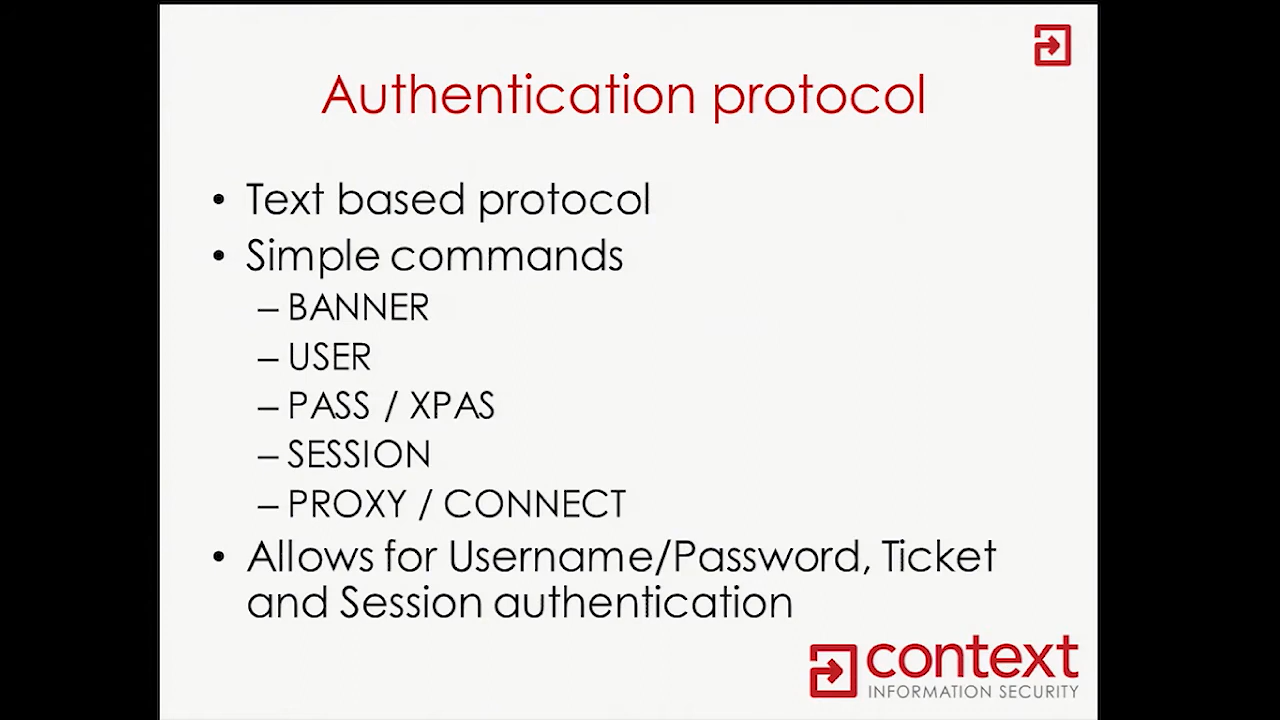 Authentication protocol
• Text based protocol
• Simple commands
– BANNER
– USER
– PASS / XPAS
– SESSION
– PROXY / CONNECT
• Allows for Username/Password, Ticket
and Session authentication
context
INFORMATION SECURITY